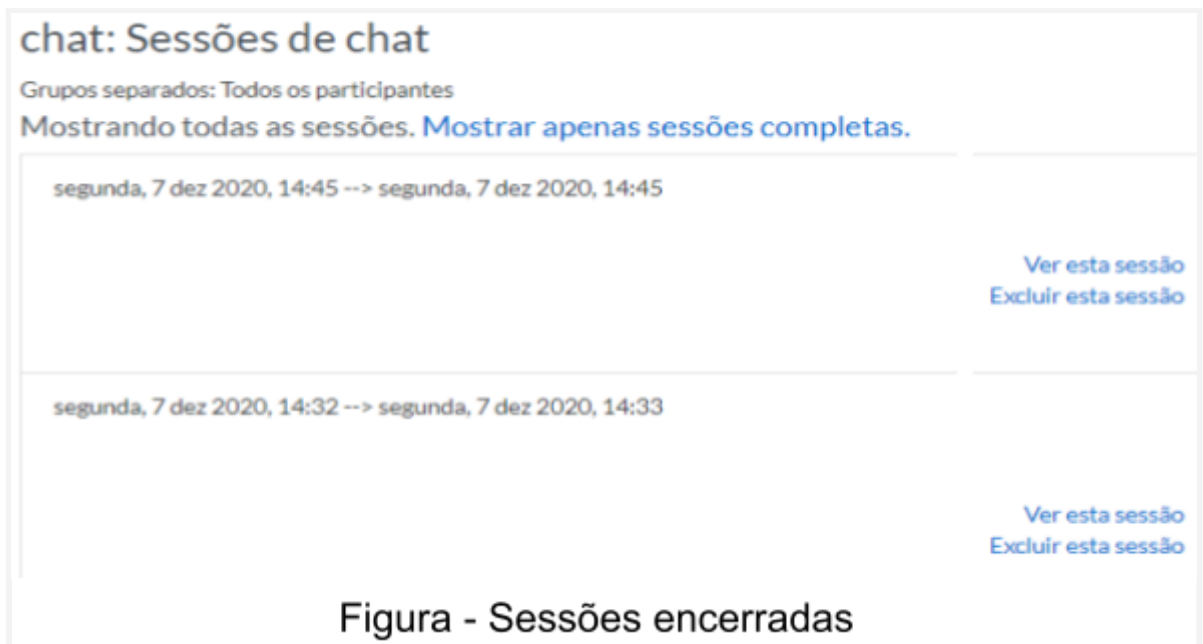 chat: Sessões de chat
Grupos separados: Todos os participantes
Mostrando todas as sessões. Mostrar apenas sessões completas.
segunda, 7 dez 2020, 14:45 --> segunda, 7 dez 2020, 14:45
Ver esta sessão
Excluir esta sessão
segunda, 7 dez 2020, 14:32 --> segunda, 7 dez 2020, 14:33
Ver esta sessão
Excluir esta sessão
Figura - Sessões encerradas